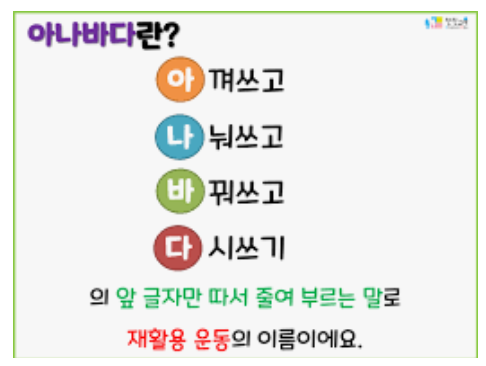 아나바다란?
아껴쓰고
나눠쓰고
바꿔쓰고
다시쓰기
의 앞 글자만 따서 줄여 부르는 말로
재활용 운동의 이름이에요.